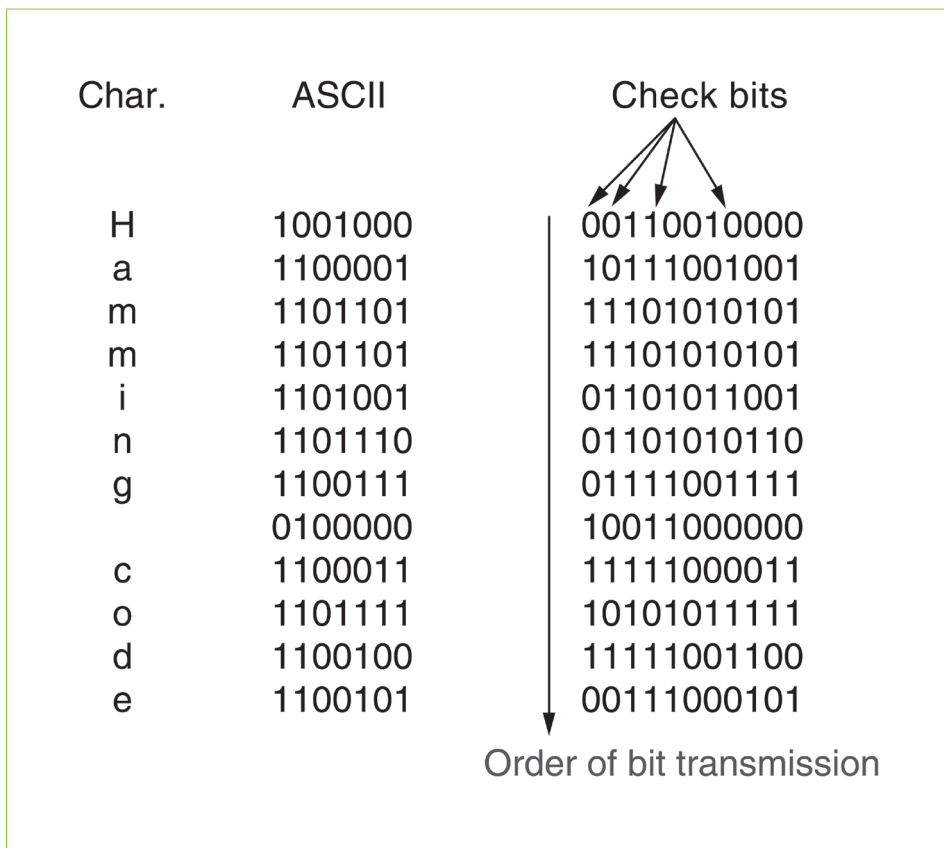 Char. ASCII Check bits
H 1001000 00110010000
a 1100001 10111001001
m 1101101 11101010101
m 1101101 11101010101
i 1101001 01101011001
n 1101110 01101010110
g 1100111 01111001111
0100000 10011000000
c 1100011 11111000011
o 1101111 10101011111
d 1100100 11111001100
e 1100101 00111000101
Order of bit transmission